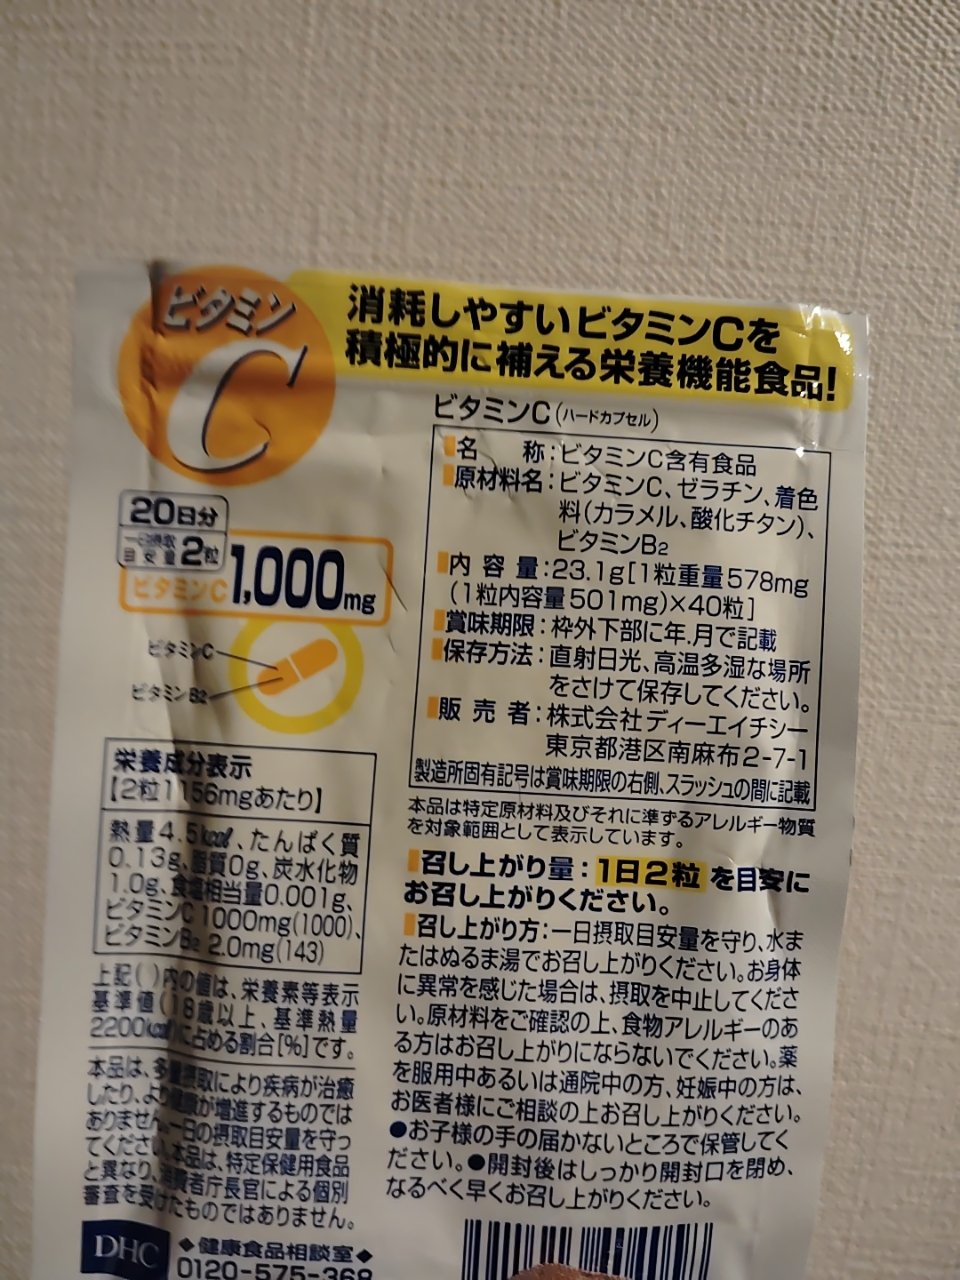 ビタミン
C
消耗しやすいビタミンCを
積極的に補える栄養機能食品!
20日分
一日摂取
目安量2粒
ビタミンC1,000mg
ビタミンC
ビタミンB2
栄養成分表示
【2粒1156mgあたり】
熱量4.5kcal、たんぱく質
0.13g、脂質0g、炭水化物
1.0g、食塩相当量0.001g、
ビタミンC 1000mg(1000)、
ビタミンB2 2.0mg(143)
上記( )内の値は、栄養素等表示
基準値(18歳以上、基準熱量
2200kcal)に占める割合[%]です。
本品は、多量摂取により疾病が治癒
したり、より健康が増進するものでは
ありません。一日の摂取目安量を守っ
てください。本品は、特定保健用食品
と異なり、消費者庁長官による個別
審査を受けたものではありません。
DHC
◆健康食品相談室◆
0120-575-368
ビタミンC(ハードカプセル)
名 称:ビタミンC含有食品
原材料名:ビタミンC、ゼラチン、着色
料(カラメル、酸化チタン)、
ビタミンB2
内容量:23.1g[1粒重量578mg
(1粒内容量501mg)×40粒]
賞味期限:枠外下部に年.月で記載
保存方法:直射日光、高温多湿な場所
をさけて保存してください。
販売者:株式会社ディーエイチシー
東京都港区南麻布2-7-1
製造所固有記号は賞味期限の右側、スラッシュの間に記載
本品は特定原材料及びそれに準ずるアレルギー物質
を対象範囲として表示しています。
召し上がり量:1日2粒を目安に
お召し上がりください。
召し上がり方:一日摂取目安量を守り、水ま
たはぬるま湯でお召し上がりください。お身体
に異常を感じた場合は、摂取を中止してくださ
い。原材料をご確認の上、食物アレルギーのあ
る方はお召し上がりにならないでください。薬
を服用中あるいは通院中の方、妊娠中の方は、
お医者様にご相談の上お召し上がりください。
●お子様の手の届かないところで保管してく
ださい。●開封後はしっかり開封口を閉め、
なるべく早くお召し上がりください。